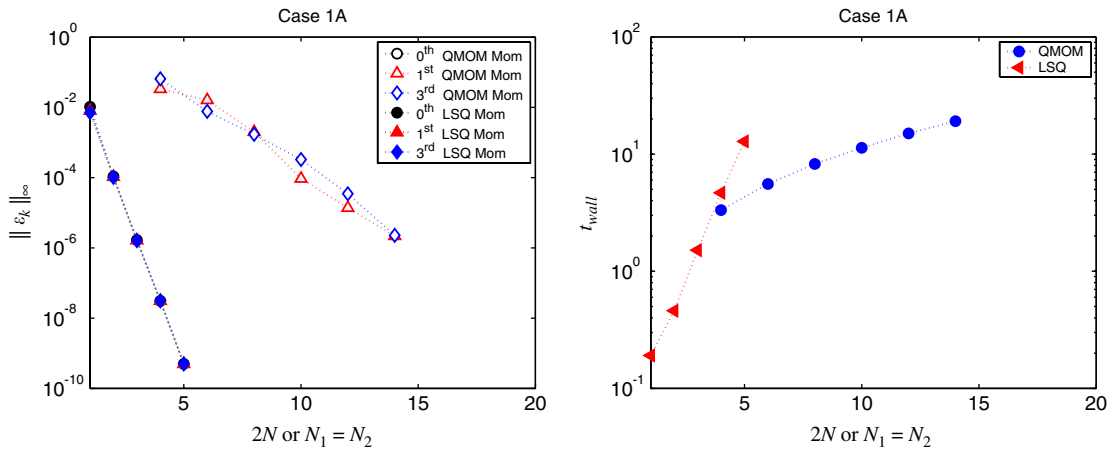 Case 1A
10^0
10^-2
10^-4
10^-6
10^-8
10^-10
|| ε_k ||_∞
0^th QMOM Mom
1^st QMOM Mom
3^rd QMOM Mom
0^th LSQ Mom
1^st LSQ Mom
3^rd LSQ Mom
5 10 15 20
2N or N_1 = N_2
Case 1A
10^2
10^1
10^0
10^-1
t_wall
QMOM
LSQ
5 10 15 20
2N or N_1 = N_2